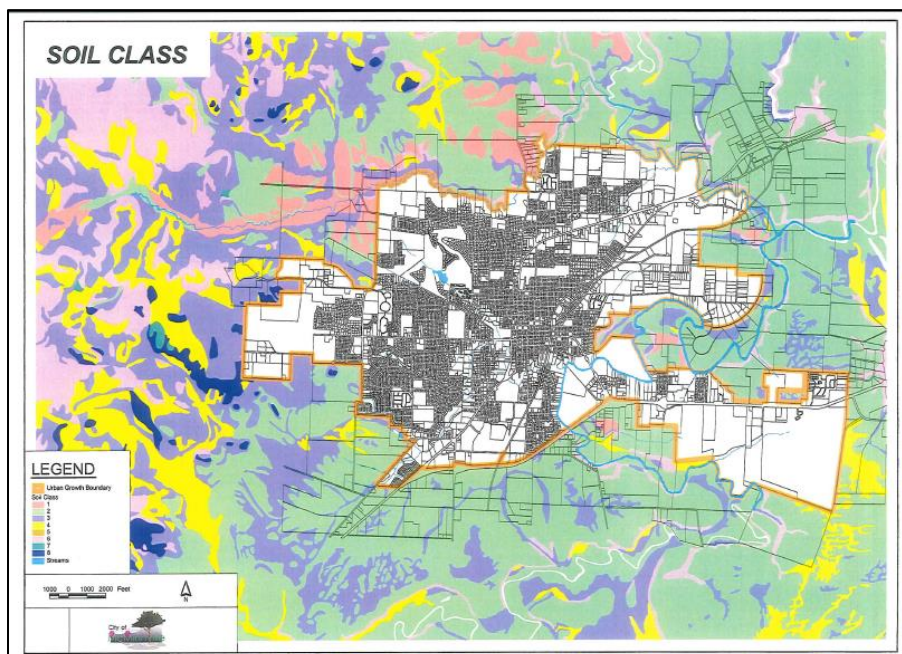 SOIL CLASS
LEGEND
Urban Growth Boundary
Soil Class
1
2
3
4
5
6
7
8
Streams
1000 0 1000 2000 Feet
N
City of